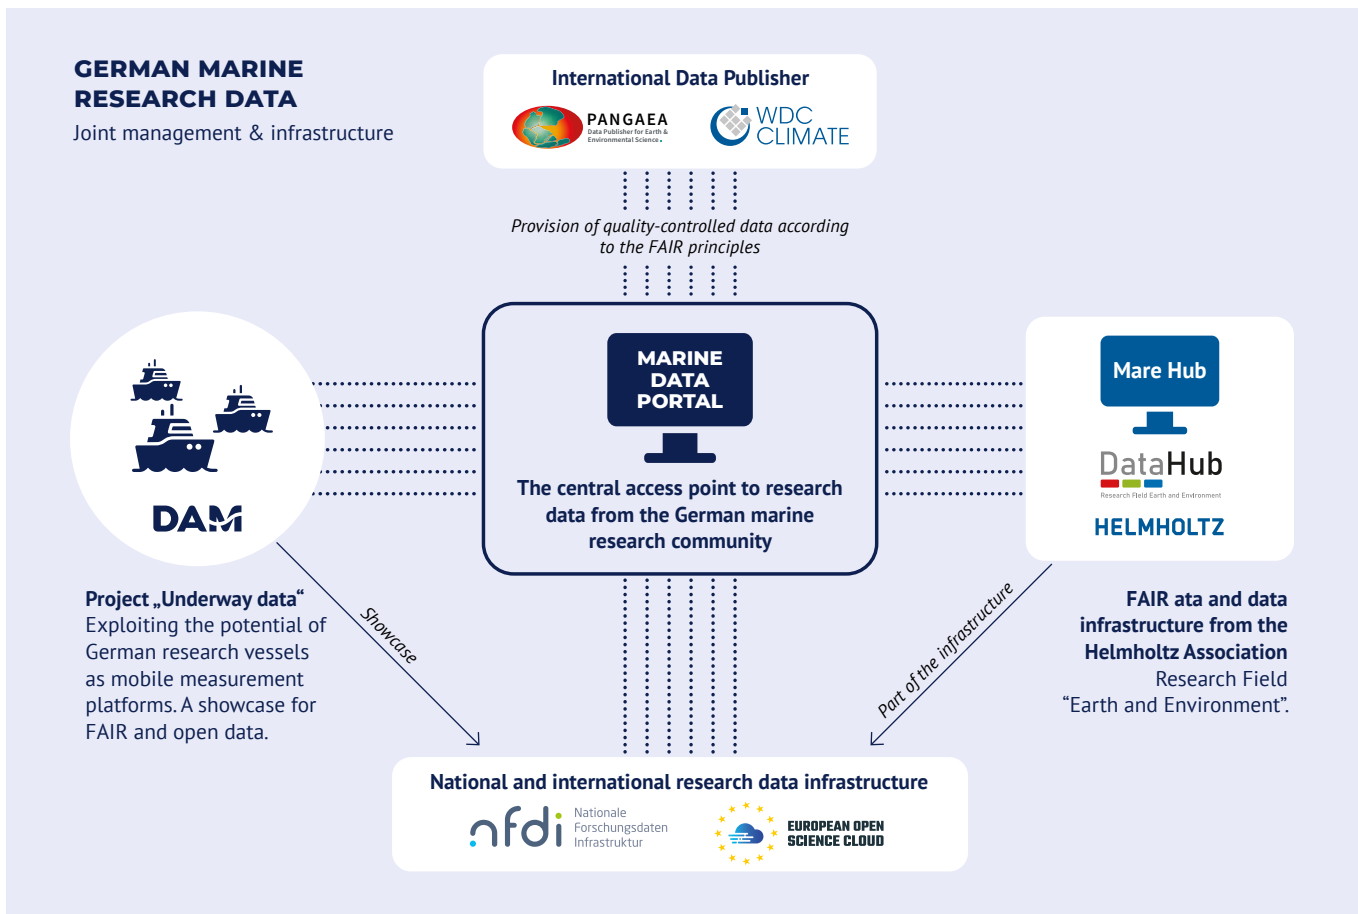 GERMAN MARINE
RESEARCH DATA
Joint management & infrastructure
International Data Publisher
PANGAEA
Data Publisher for Earth &
Environmental Science
WDC
CLIMATE
Provision of quality-controlled data according
to the FAIR principles
MARINE
DATA
PORTAL
The central access point to research
data from the German marine
research community
DAM
Project „Underway data“
Exploiting the potential of
German research vessels
as mobile measurement
platforms. A showcase for
FAIR and open data.
Showcase
Mare Hub
DataHub
Research Field Earth and Environment
HELMHOLTZ
FAIR ata and data
infrastructure from the
Helmholtz Association
Research Field
“Earth and Environment”.
Part of the infrastructure
National and international research data infrastructure
nfdi
Nationale
Forschungsdaten
Infrastruktur
EUROPEAN OPEN
SCIENCE CLOUD